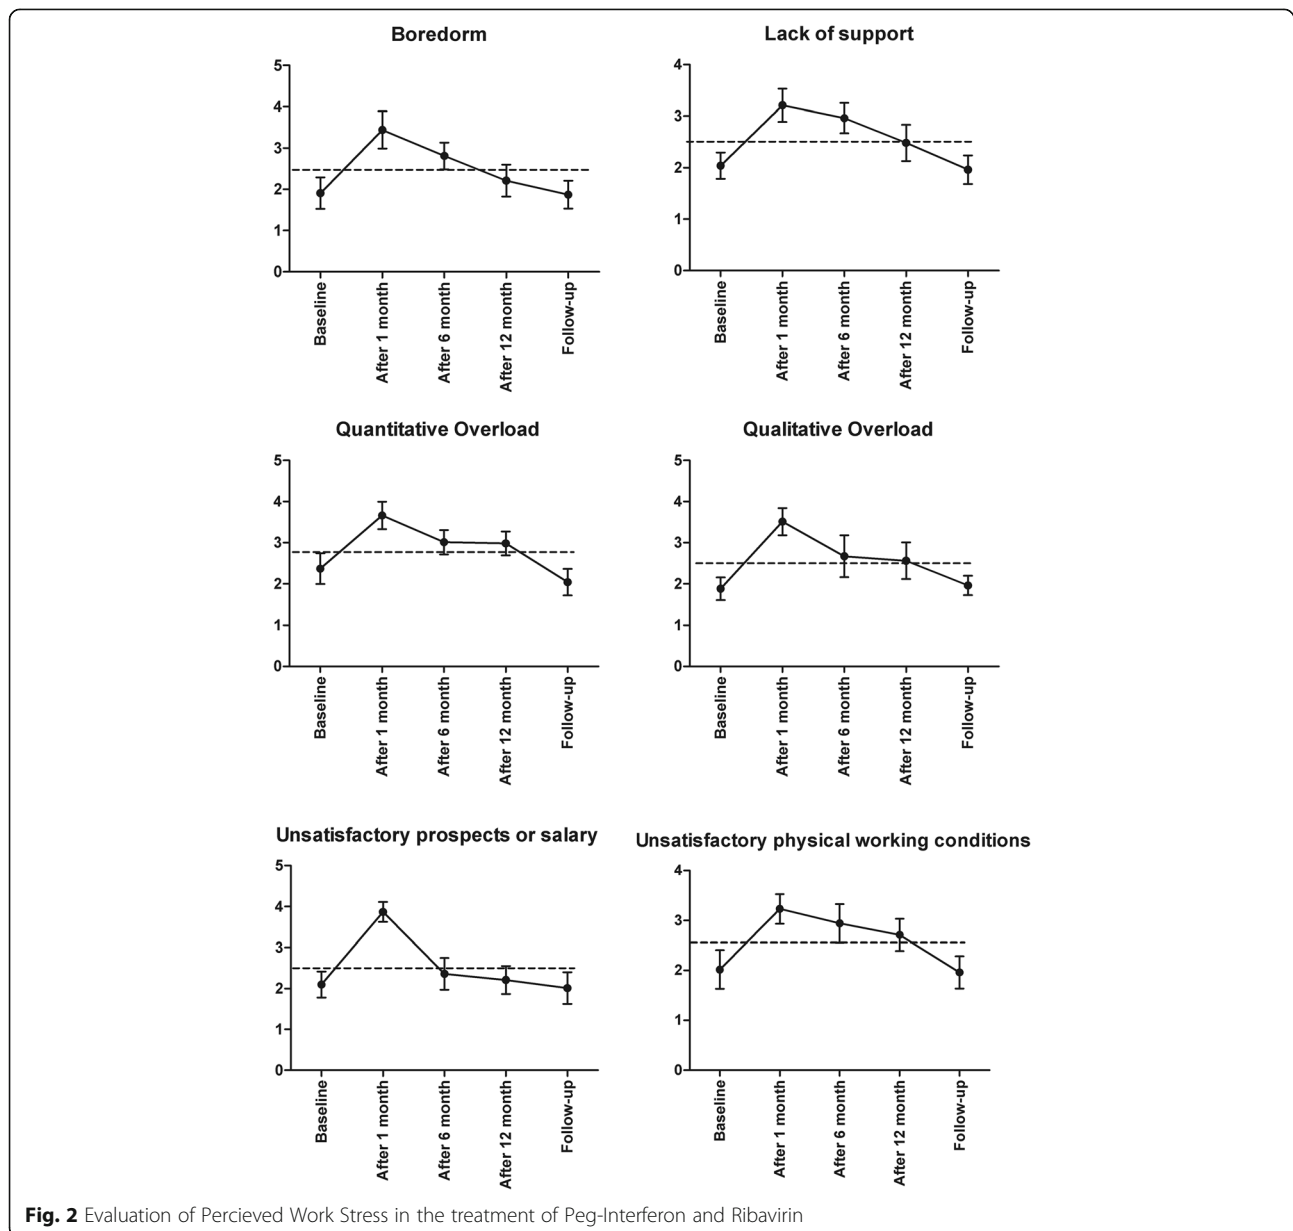 Boredorm
5
4
3
2
1
0
Baseline
After 1 month
After 6 month
After 12 month
Follow-up
Lack of support
4
3
2
1
0
Baseline
After 1 month
After 6 month
After 12 month
Follow-up
Quantitative Overload
5
4
3
2
1
0
Baseline
After 1 month
After 6 month
After 12 month
Follow-up
Qualitative Overload
5
4
3
2
1
0
Baseline
After 1 month
After 6 month
After 12 month
Follow-up
Unsatisfactory prospects or salary
5
4
3
2
1
0
Baseline
After 1 month
After 6 month
After 12 month
Follow-up
Unsatisfactory physical working conditions
4
3
2
1
0
Baseline
After 1 month
After 6 month
After 12 month
Follow-up
Fig. 2 Evaluation of Percieved Work Stress in the treatment of Peg-Interferon and Ribavirin